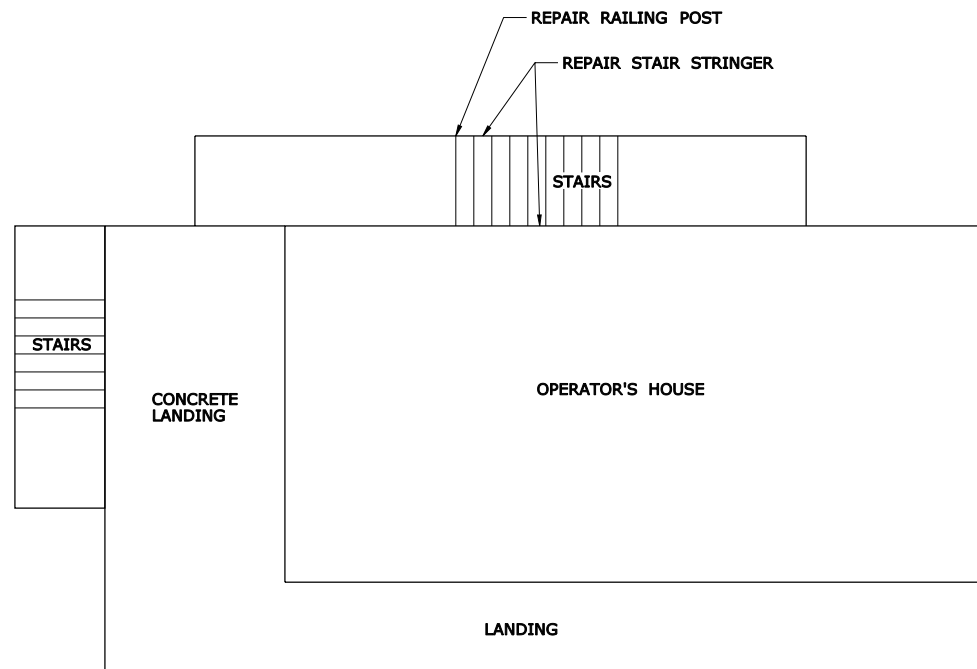 REPAIR RAILING POST
REPAIR STAIR STRINGER
STAIRS
STAIRS
OPERATOR'S HOUSE
CONCRETE
LANDING
LANDING